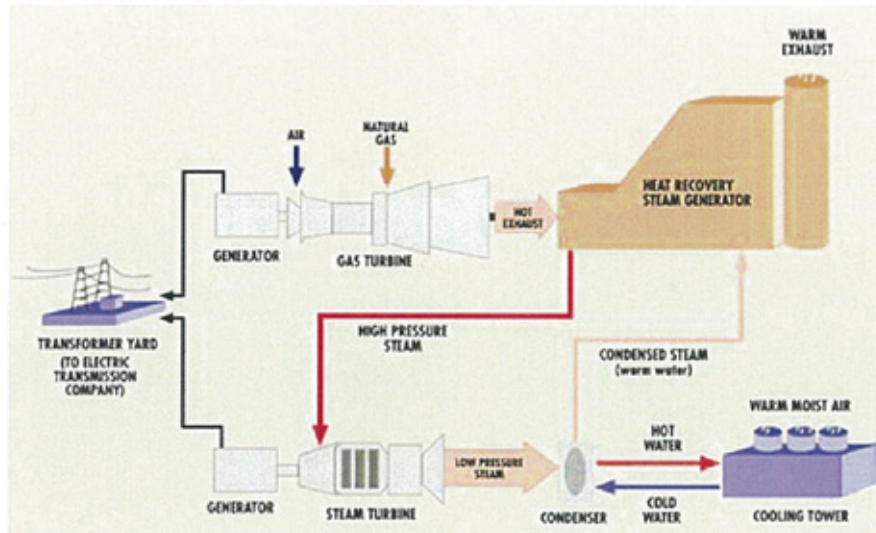 WARM
EXHAUST
AIR
NATURAL
GAS
HEAT RECOVERY
STEAM GENERATOR
HOT
EXHAUST
GENERATOR
GAS TURBINE
HIGH PRESSURE
STEAM
TRANSFORMER YARD
(TO ELECTRIC
TRANSMISSION
COMPANY)
CONDENSED STEAM
(warm water)
WARM MOIST AIR
HOT
WATER
LOW PRESSURE
STEAM
GENERATOR
STEAM TURBINE
CONDENSER
COLD
WATER
COOLING TOWER